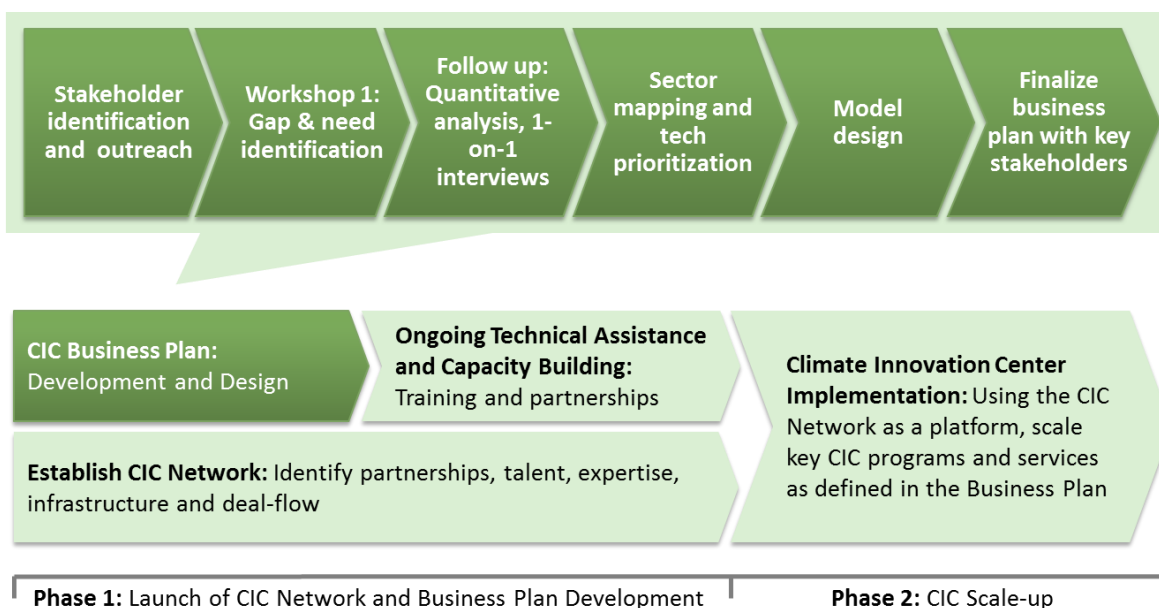 Stakeholder
identification
and outreach
Workshop 1:
Gap & need
identification
Follow up:
Quantitative
analysis, 1-
on-1
interviews
Sector
mapping and
tech
prioritization
Model
design
Finalize
business
plan with key
stakeholders
CIC Business Plan:
Development and Design
Ongoing Technical Assistance
and Capacity Building:
Training and partnerships
Establish CIC Network: Identify partnerships, talent, expertise,
infrastructure and deal-flow
Climate Innovation Center
Implementation: Using the CIC
Network as a platform, scale
key CIC programs and services
as defined in the Business Plan
Phase 1: Launch of CIC Network and Business Plan Development
Phase 2: CIC Scale-up